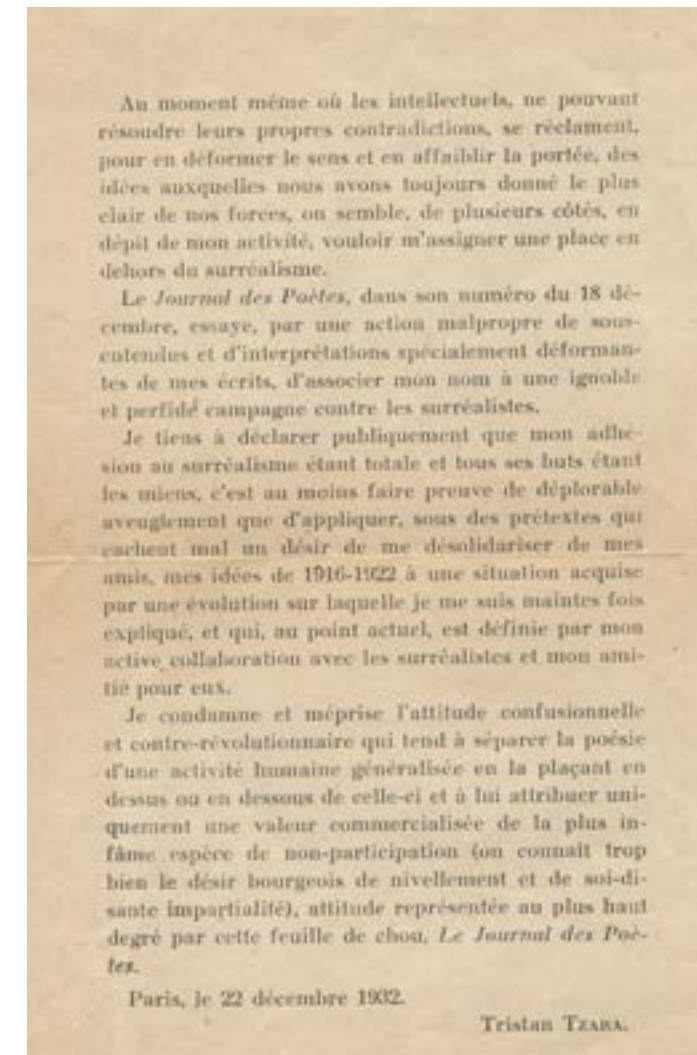 Au moment même où les intellectuels, ne pouvant
résoudre leurs propres contradictions, se réclament,
pour en déformer le sens et en affaiblir la portée, des
idées auxquelles nous avons toujours donné le plus
clair de nos forces, on semble, de plusieurs côtés, en
dépit de mon activité, vouloir m'assigner une place en
dehors du surréalisme.
Le Journal des Poètes, dans son numéro du 18 dé-
cembre, essaye, par une action malpropre de sous-
entendus et d'interprétations spécialement déforman-
tes de mes écrits, d'associer mon nom à une ignoble
et perfide campagne contre les surréalistes.
Je tiens à déclarer publiquement que mon adhé-
sion au surréalisme étant totale et tous ses buts étant
les miens, c'est au moins faire preuve de déplorable
aveuglement que d'appliquer, sous des prétextes qui
cachent mal un désir de me désolidariser de mes
amis, mes idées de 1916-1922 à une situation acquise
par une évolution sur laquelle je me suis maintes fois
expliqué, et qui, au point actuel, est définie par mon
active collaboration avec les surréalistes et mon ami-
tié pour eux.
Je condamne et méprise l'attitude confusionnelle
et contre-révolutionnaire qui tend à séparer la poésie
d'une activité humaine généralisée en la plaçant en
dessus ou en dessous de celle-ci et à lui attribuer uni-
quement une valeur commercialisée de la plus in-
fâme espèce de non-participation (on connaît trop
bien le désir bourgeois de nivellement et de soi-di-
sante impartialité), attitude représentée au plus haut
degré par cette feuille de chou, Le Journal des Poè-
tes.
Paris, le 22 décembre 1932.
Tristan TZARA.